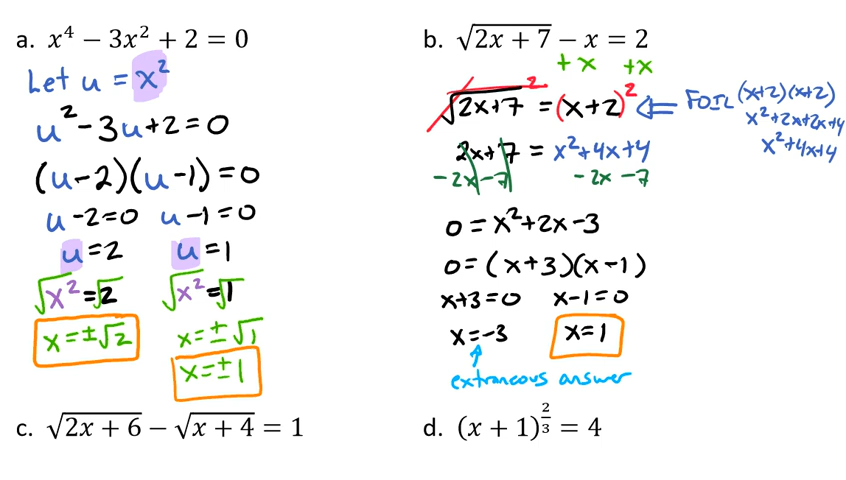 a. x⁴ − 3x² + 2 = 0
Let u = x²
u² − 3u + 2 = 0
(u − 2)(u − 1) = 0
u − 2 = 0   u − 1 = 0
u = 2   u = 1
√x² = √2   √x² = √1
x = ±√2   x = ±√1
x = ±1
b. √(2x + 7) − x = 2
+x   +x
√(2x+7)² = (x+2)²   ⇐ FOIL (x+2)(x+2)
x²+2x+2x+4
x²+4x+4
2x+7 = x²+4x+4
−2x −7   −2x −7
0 = x²+2x−3
0 = (x+3)(x−1)
x+3=0   x−1=0
x=−3   x=1
extraneous answer
c. √(2x + 6) − √(x + 4) = 1
d. (x + 1)^(2/3) = 4